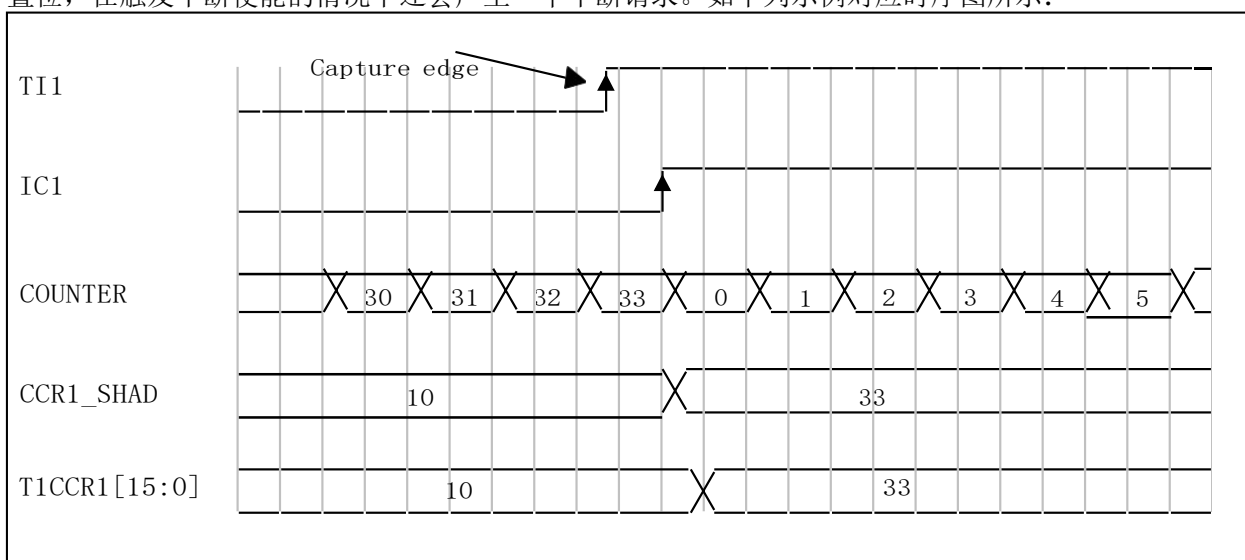 置位，在触发中断使能的情况下还会产生一个中断请求。如下列示例对应时序图所示：
Capture edge
TI1
IC1
COUNTER 30 31 32 33 0 1 2 3 4 5
CCR1_SHAD 10 33
T1CCR1[15:0] 10 33